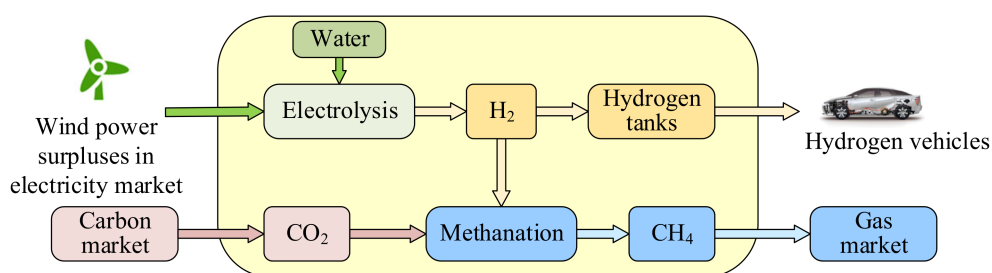 Water
Electrolysis
H₂
Hydrogen
tanks
Wind power
surpluses in
electricity market
Hydrogen vehicles
Carbon
market
CO₂
Methanation
CH₄
Gas
market